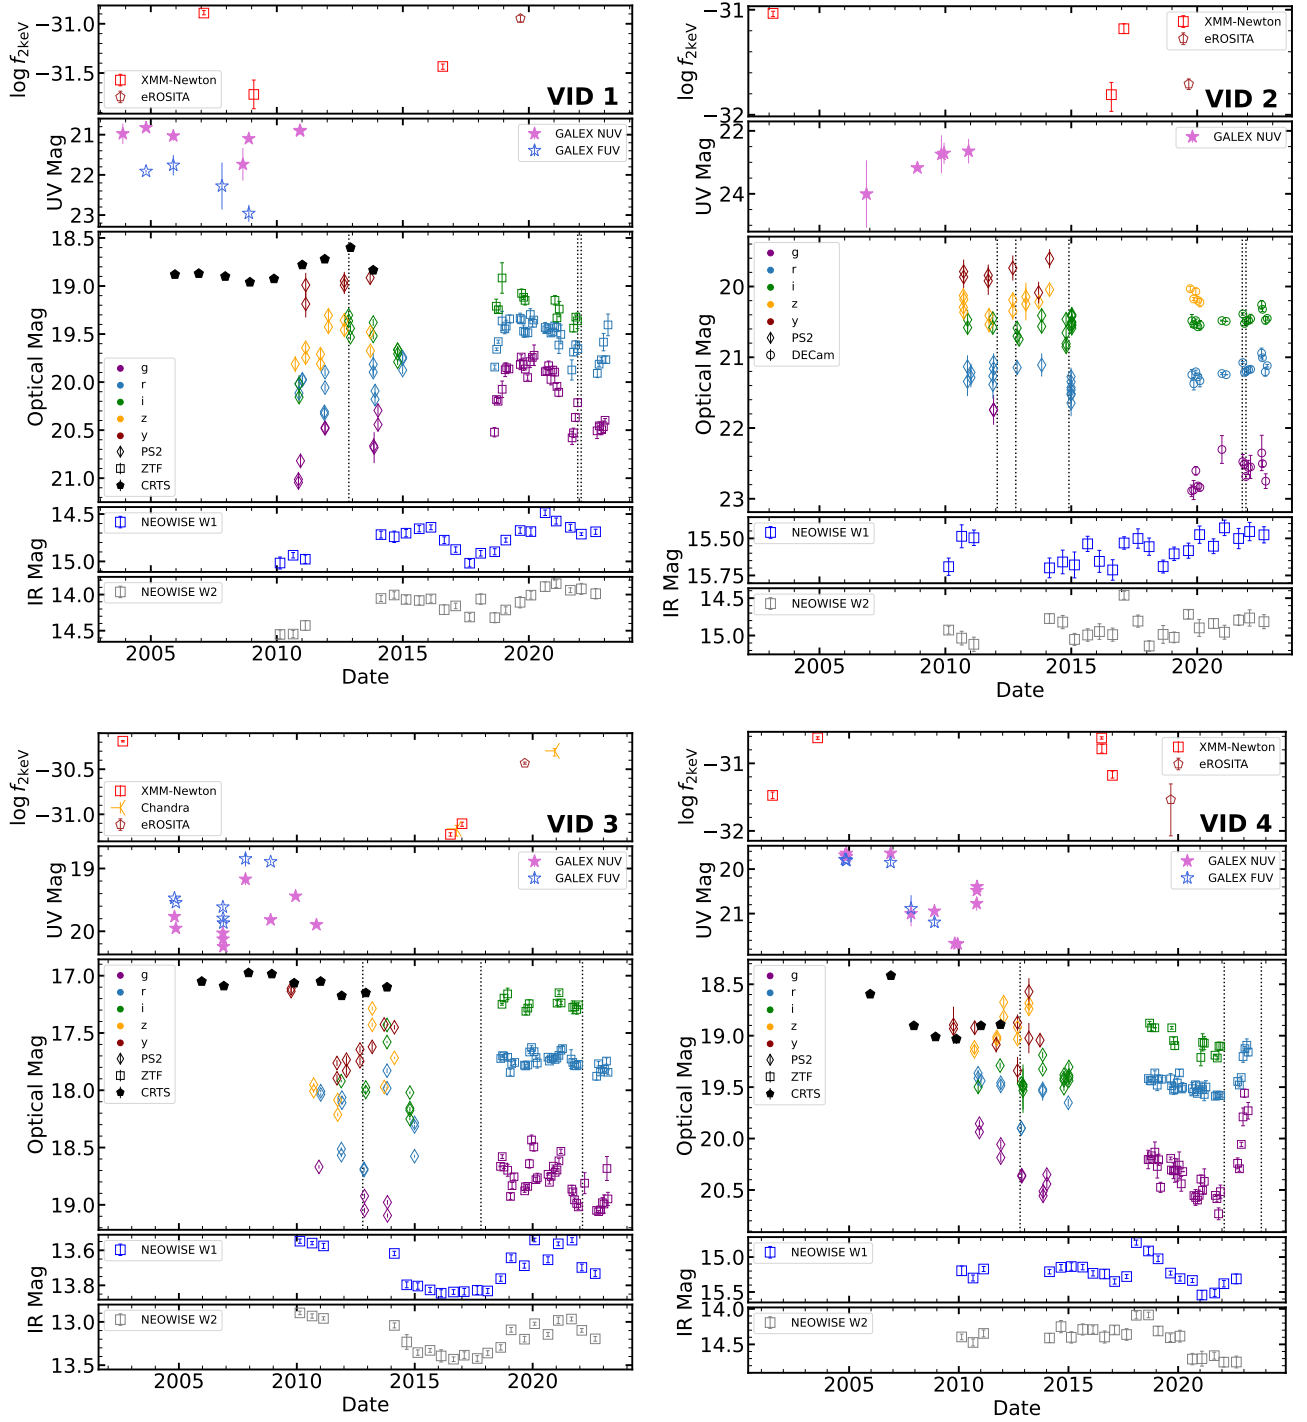 log f2keV
−31.0
−31.5
XMM-Newton
eROSITA
VID 1
UV Mag
21
22
23
GALEX NUV
GALEX FUV
Optical Mag
18.5
19.0
19.5
20.0
20.5
21.0
g
r
i
z
y
PS2
ZTF
CRTS
IR Mag
14.5
15.0
NEOWISE W1
14.0
14.5
NEOWISE W2
2005
2010
2015
2020
Date
log f2keV
−31
−32
XMM-Newton
eROSITA
VID 2
UV Mag
22
24
GALEX NUV
Optical Mag
20
21
22
23
g
r
i
z
y
PS2
DECam
IR Mag
15.50
15.75
NEOWISE W1
14.5
15.0
NEOWISE W2
2005
2010
2015
2020
Date
log f2keV
−30.5
−31.0
XMM-Newton
Chandra
eROSITA
VID 3
UV Mag
19
20
GALEX NUV
GALEX FUV
Optical Mag
17.0
17.5
18.0
18.5
19.0
g
r
i
z
y
PS2
ZTF
CRTS
IR Mag
13.6
13.8
NEOWISE W1
13.0
13.5
NEOWISE W2
2005
2010
2015
2020
Date
log f2keV
−31
−32
XMM-Newton
eROSITA
VID 4
UV Mag
20
21
GALEX NUV
GALEX FUV
Optical Mag
18.5
19.0
19.5
20.0
20.5
g
r
i
z
y
PS2
ZTF
CRTS
IR Mag
15.0
15.5
NEOWISE W1
14.0
14.5
NEOWISE W2
2005
2010
2015
2020
Date